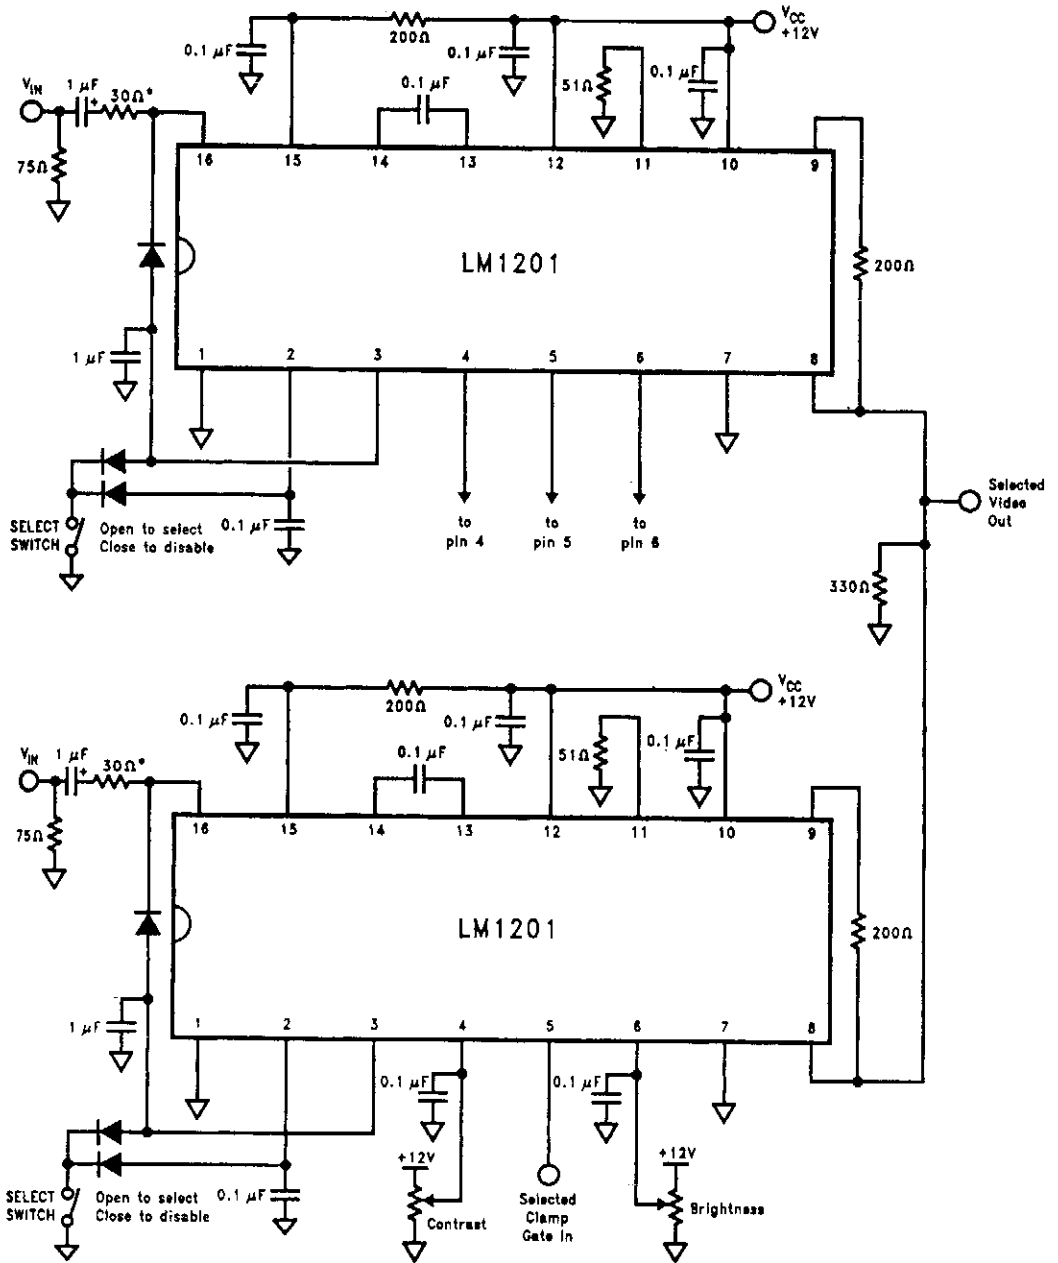 V_CC
+12V
0.1 µF
200Ω
0.1 µF
51Ω
0.1 µF
V_IN
1 µF
+
30Ω*
0.1 µF
75Ω
16
15
14
13
12
11
10
9
LM1201
200Ω
1 µF
1
2
3
4
5
6
7
8
SELECT
SWITCH
Open to select
Close to disable
0.1 µF
to
pin 4
to
pin 5
to
pin 6
Selected
Video
Out
330Ω
V_CC
+12V
0.1 µF
200Ω
0.1 µF
51Ω
0.1 µF
V_IN
1 µF
+
30Ω*
0.1 µF
75Ω
16
15
14
13
12
11
10
9
LM1201
200Ω
1 µF
1
2
3
4
5
6
7
8
0.1 µF
0.1 µF
SELECT
SWITCH
Open to select
Close to disable
0.1 µF
+12V
Contrast
Selected
Clamp
Gate In
+12V
Brightness